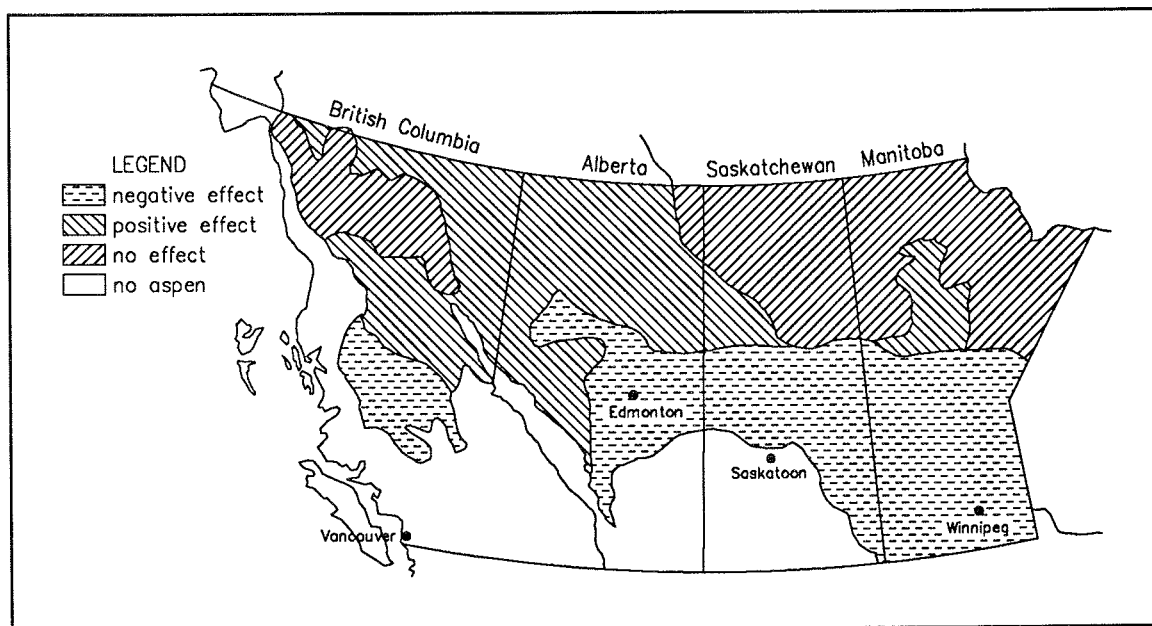 British Columbia
Alberta
Saskatchewan
Manitoba
LEGEND
negative effect
positive effect
no effect
no aspen
Edmonton
Saskatoon
Winnipeg
Vancouver